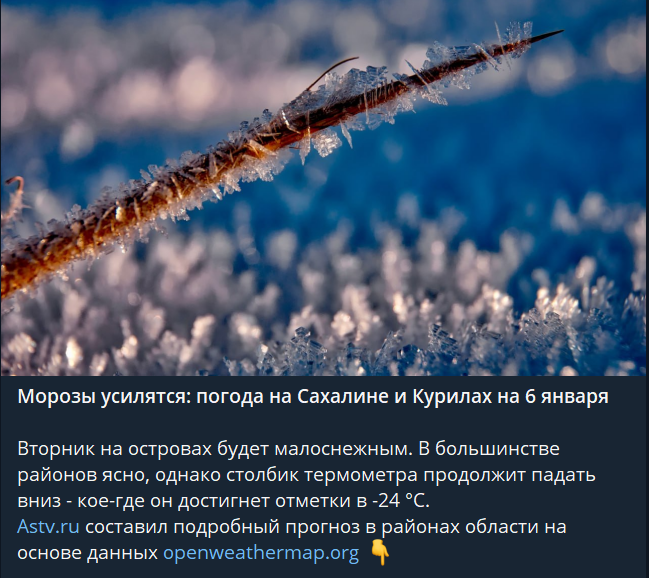 Морозы усилятся: погода на Сахалине и Курилах на 6 января
Вторник на островах будет малоснежным. В большинстве
районов ясно, однако столбик термометра продолжит падать
вниз - кое-где он достигнет отметки в -24 °С.
Astv.ru составил подробный прогноз в районах области на
основе данных openweathermap.org 👇